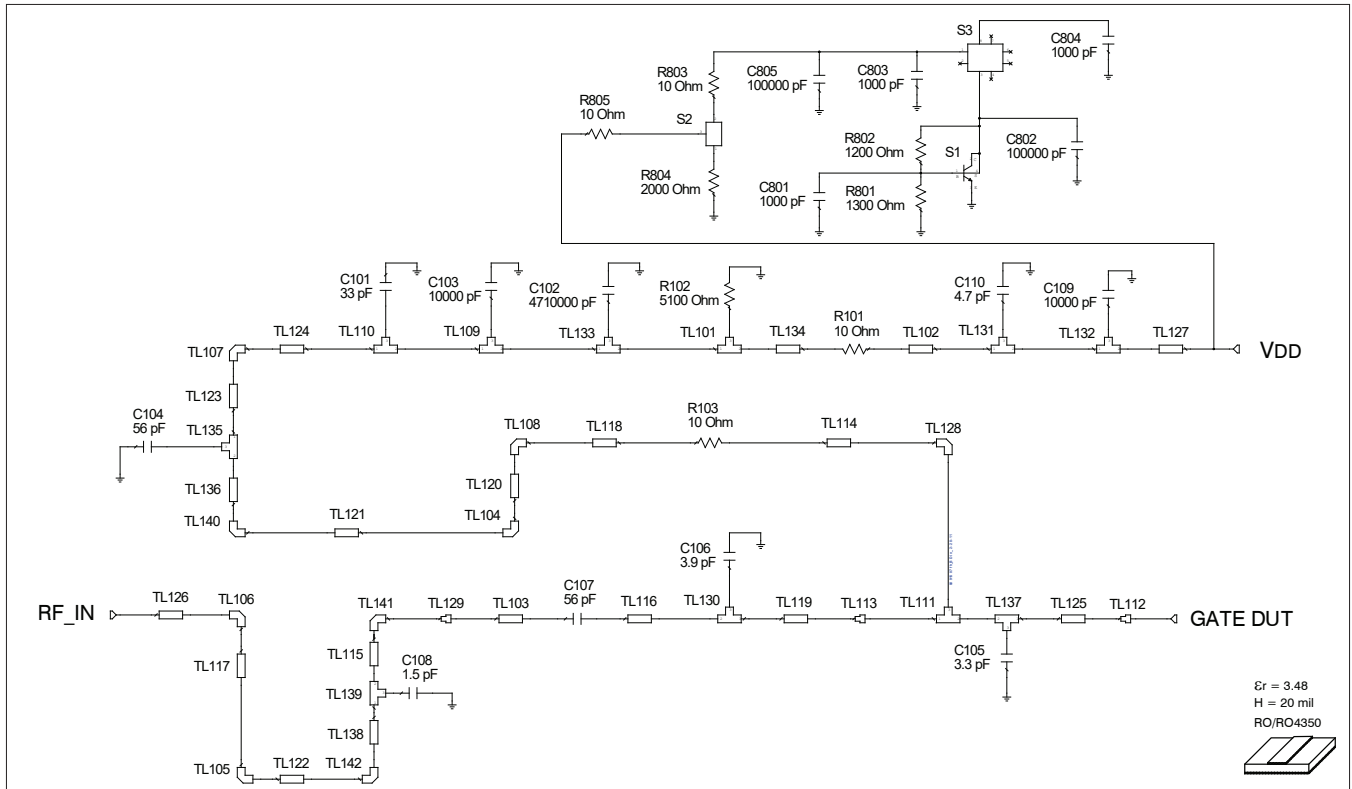 S3
C804
1000 pF
R803
10 Ohm
C805
100000 pF
C803
1000 pF
R805
10 Ohm
S2
R802
1200 Ohm
S1
C802
100000 pF
R804
2000 Ohm
C801
1000 pF
R801
1300 Ohm
C101
33 pF
C103
10000 pF
C102
4710000 pF
R102
5100 Ohm
C110
4.7 pF
C109
10000 pF
R101
10 Ohm
TL124
TL110
TL109
TL133
TL101
TL134
TL102
TL131
TL132
TL127
TL107
VDD
TL123
C104
56 pF
TL135
TL108
TL118
R103
10 Ohm
TL114
TL128
TL136
TL120
TL140
TL121
TL104
C106
3.9 pF
C107
56 pF
TL126
TL106
TL141
TL129
TL103
TL116
TL130
TL119
TL113
TL111
TL137
TL125
TL112
RF_IN
GATE DUT
TL117
TL115
C108
1.5 pF
C105
3.3 pF
TL139
TL138
TL105
TL122
TL142
εr = 3.48
H = 20 mil
RO/RO4350